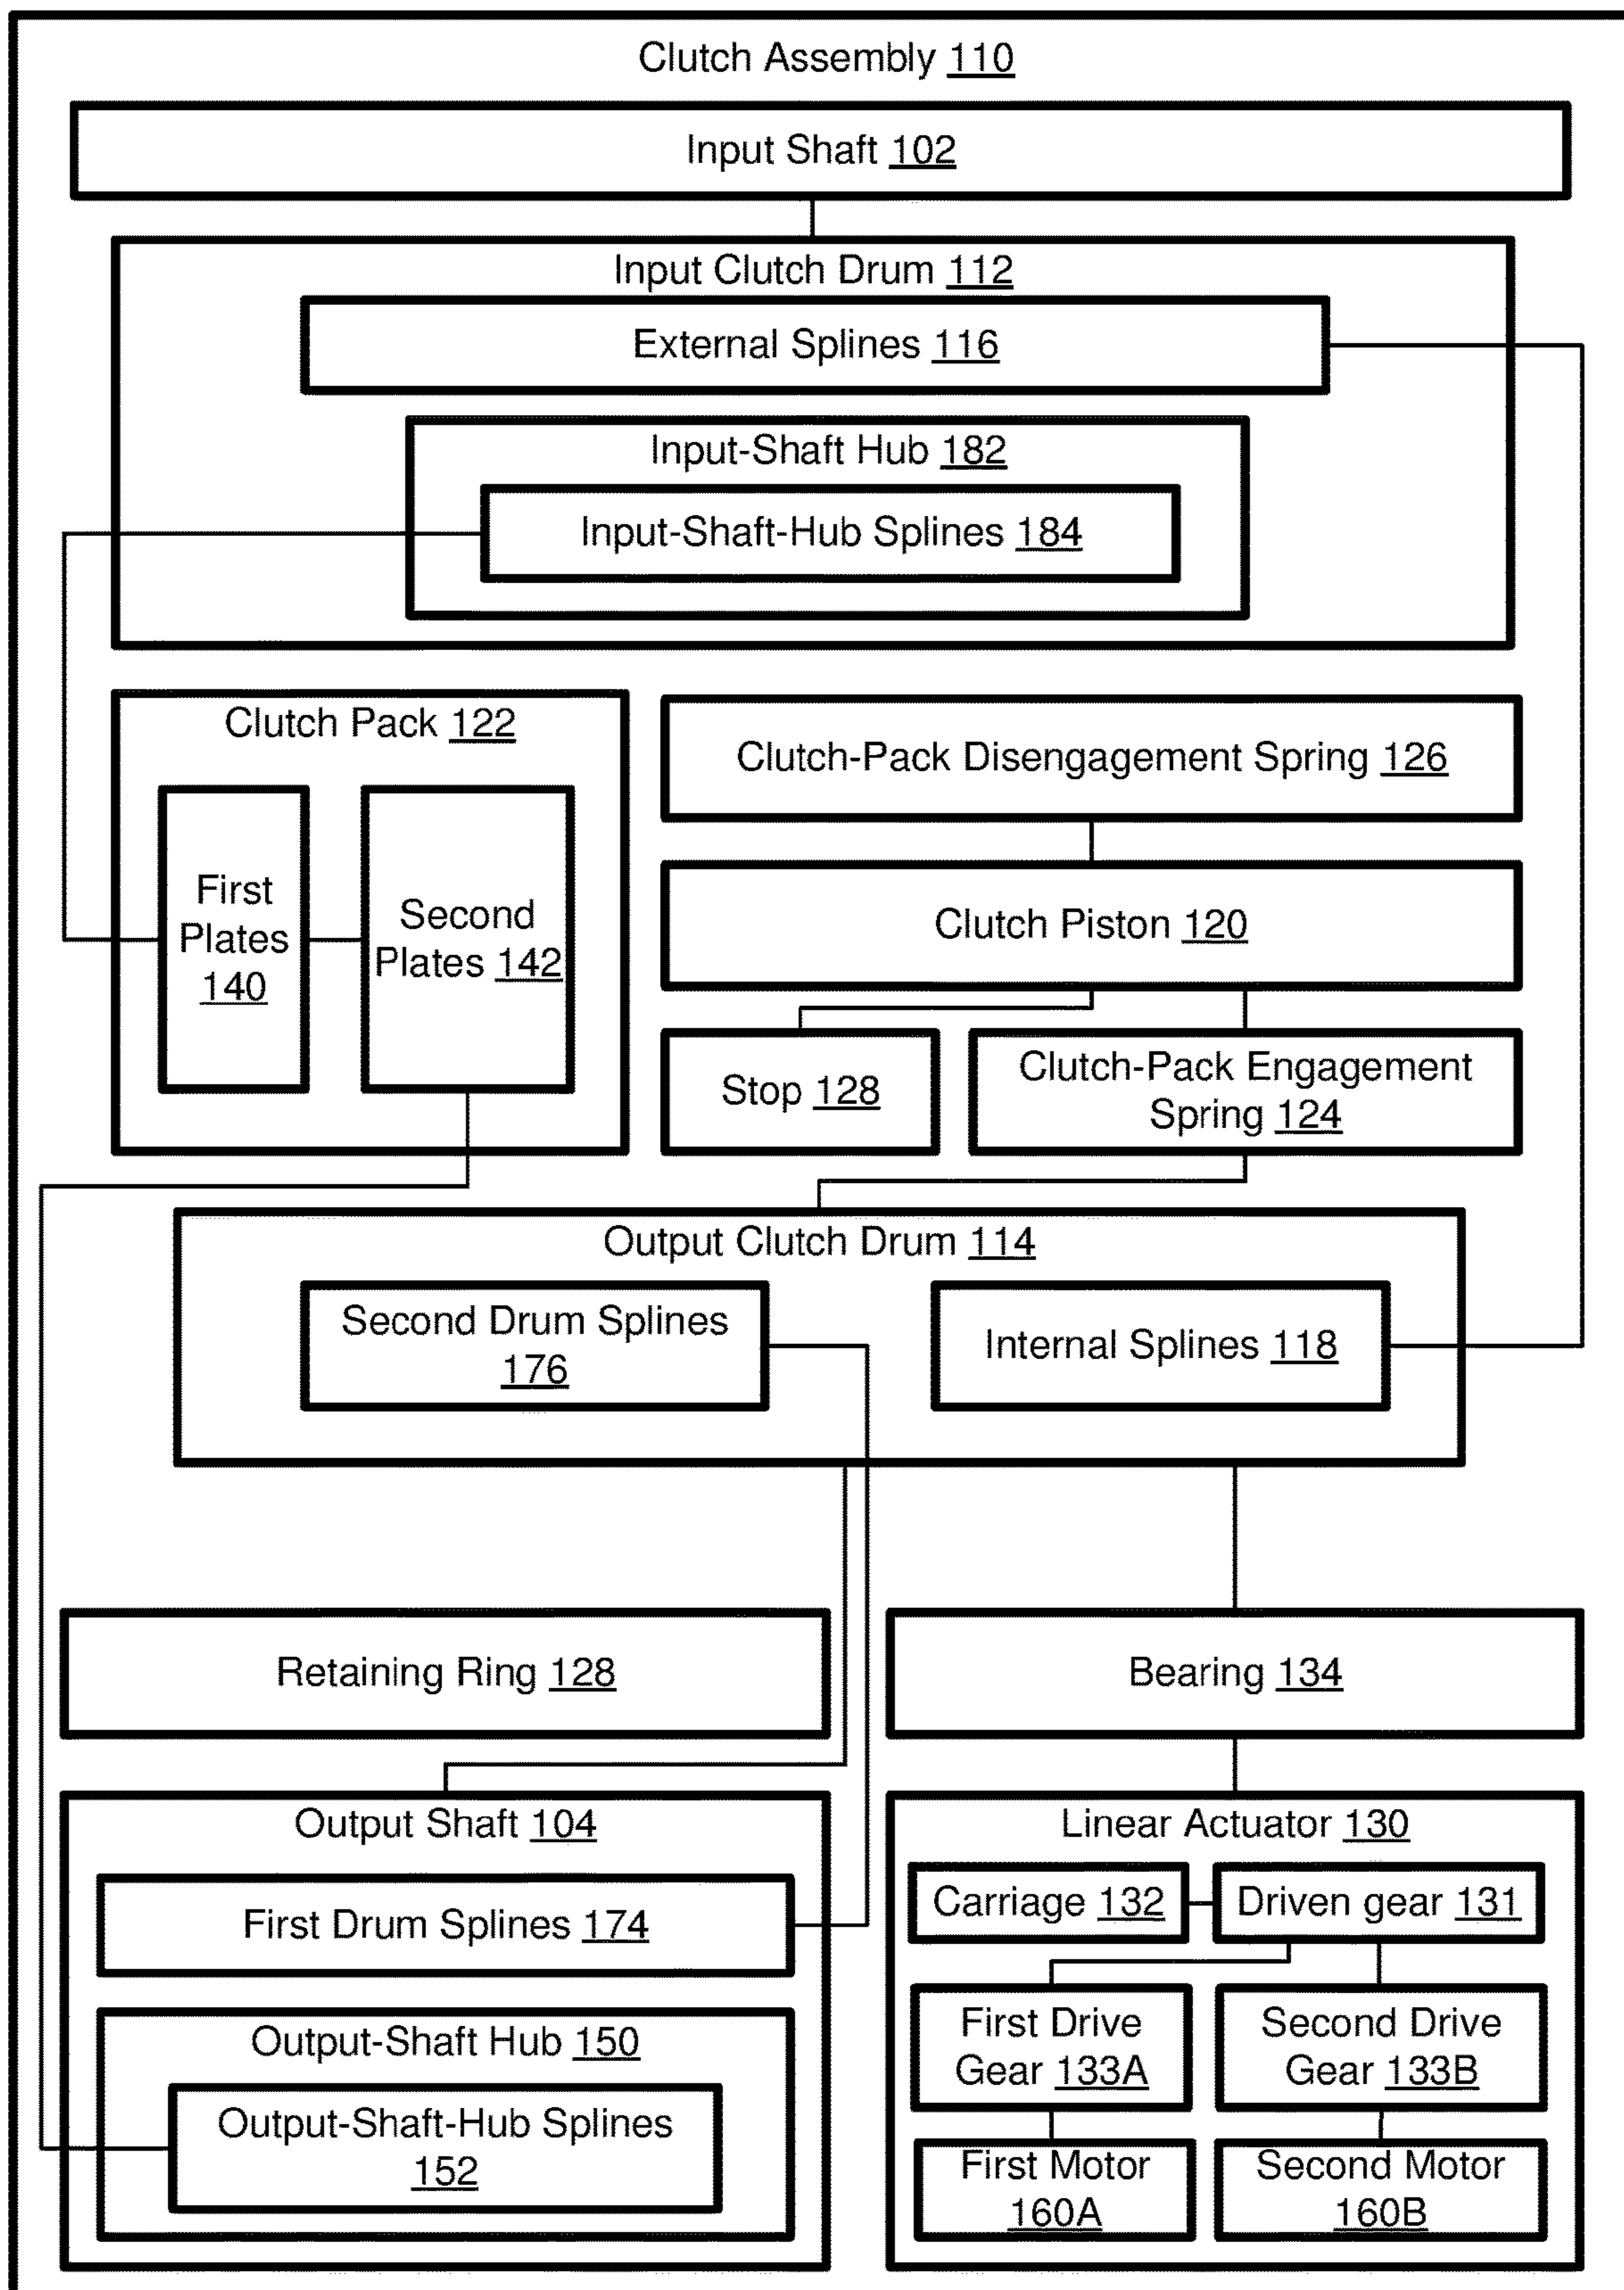 Clutch Assembly 110
Input Shaft 102
Input Clutch Drum 112
External Splines 116
Input-Shaft Hub 182
Input-Shaft-Hub Splines 184
Clutch Pack 122
First
Plates
140
Second
Plates 142
Clutch-Pack Disengagement Spring 126
Clutch Piston 120
Stop 128
Clutch-Pack Engagement
Spring 124
Output Clutch Drum 114
Second Drum Splines
176
Internal Splines 118
Retaining Ring 128
Bearing 134
Output Shaft 104
First Drum Splines 174
Output-Shaft Hub 150
Output-Shaft-Hub Splines
152
Linear Actuator 130
Carriage 132
Driven gear 131
First Drive
Gear 133A
Second Drive
Gear 133B
First Motor
160A
Second Motor
160B